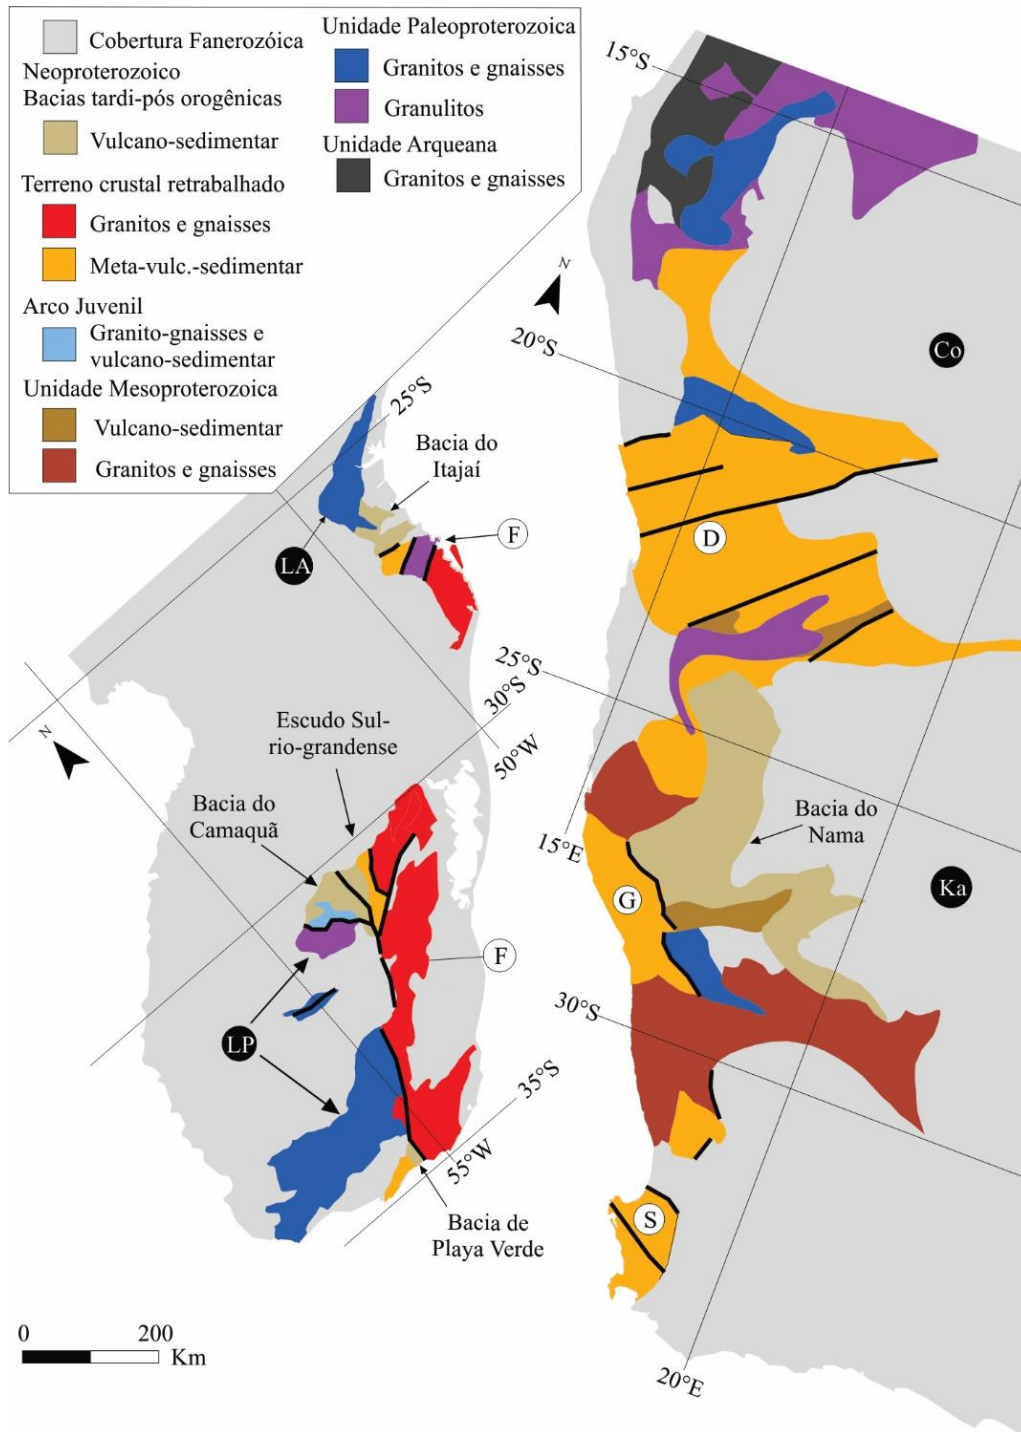 Cobertura Fanerozóica
Neoproterozoico
Bacias tardi-pós orogênicas
Vulcano-sedimentar
Terreno crustal retrabalhado
Granitos e gnaisses
Meta-vulc.-sedimentar
Arco Juvenil
Granito-gnaisses e
vulcano-sedimentar
Unidade Mesoproterozoica
Vulcano-sedimentar
Granitos e gnaisses
Unidade Paleoproterozoica
Granitos e gnaisses
Granulitos
Unidade Arqueana
Granitos e gnaisses
25°S
Bacia do
Itajaí
F
LA
30°S
50°W
N
Escudo Sul-
rio-grandense
Bacia do
Camaquã
F
LP
35°S
55°W
Bacia de
Playa Verde
0 200
Km
15°S
N
20°S
Co
D
25°S
15°E
Bacia do
Nama
G
Ka
30°S
S
20°E